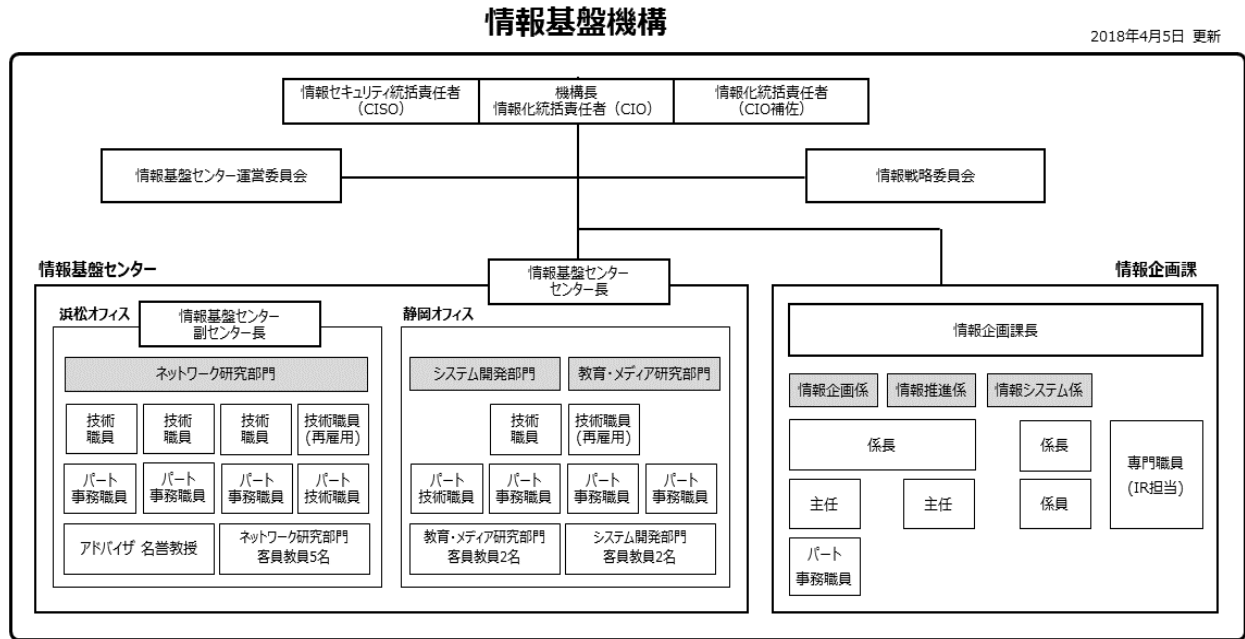 情報基盤機構
2018年4月5日 更新
情報セキュリティ統括責任者
（CISO）
機構長
情報化統括責任者（CIO）
情報化統括責任者
（CIO補佐）
情報基盤センター運営委員会
情報戦略委員会
情報基盤センター
情報基盤センター
センター長
情報企画課
浜松オフィス
情報基盤センター
副センター長
静岡オフィス
情報企画課長
ネットワーク研究部門
システム開発部門
教育・メディア研究部門
情報企画係
情報推進係
情報システム係
技術
職員
技術
職員
技術
職員
技術職員
(再雇用)
技術
職員
技術職員
(再雇用)
係長
係長
専門職員
(IR担当)
パート
事務職員
パート
事務職員
パート
事務職員
パート
技術職員
パート
技術職員
パート
事務職員
パート
事務職員
パート
事務職員
主任
主任
係員
アドバイザ 名誉教授
ネットワーク研究部門
客員教員5名
教育・メディア研究部門
客員教員2名
システム開発部門
客員教員2名
パート
事務職員